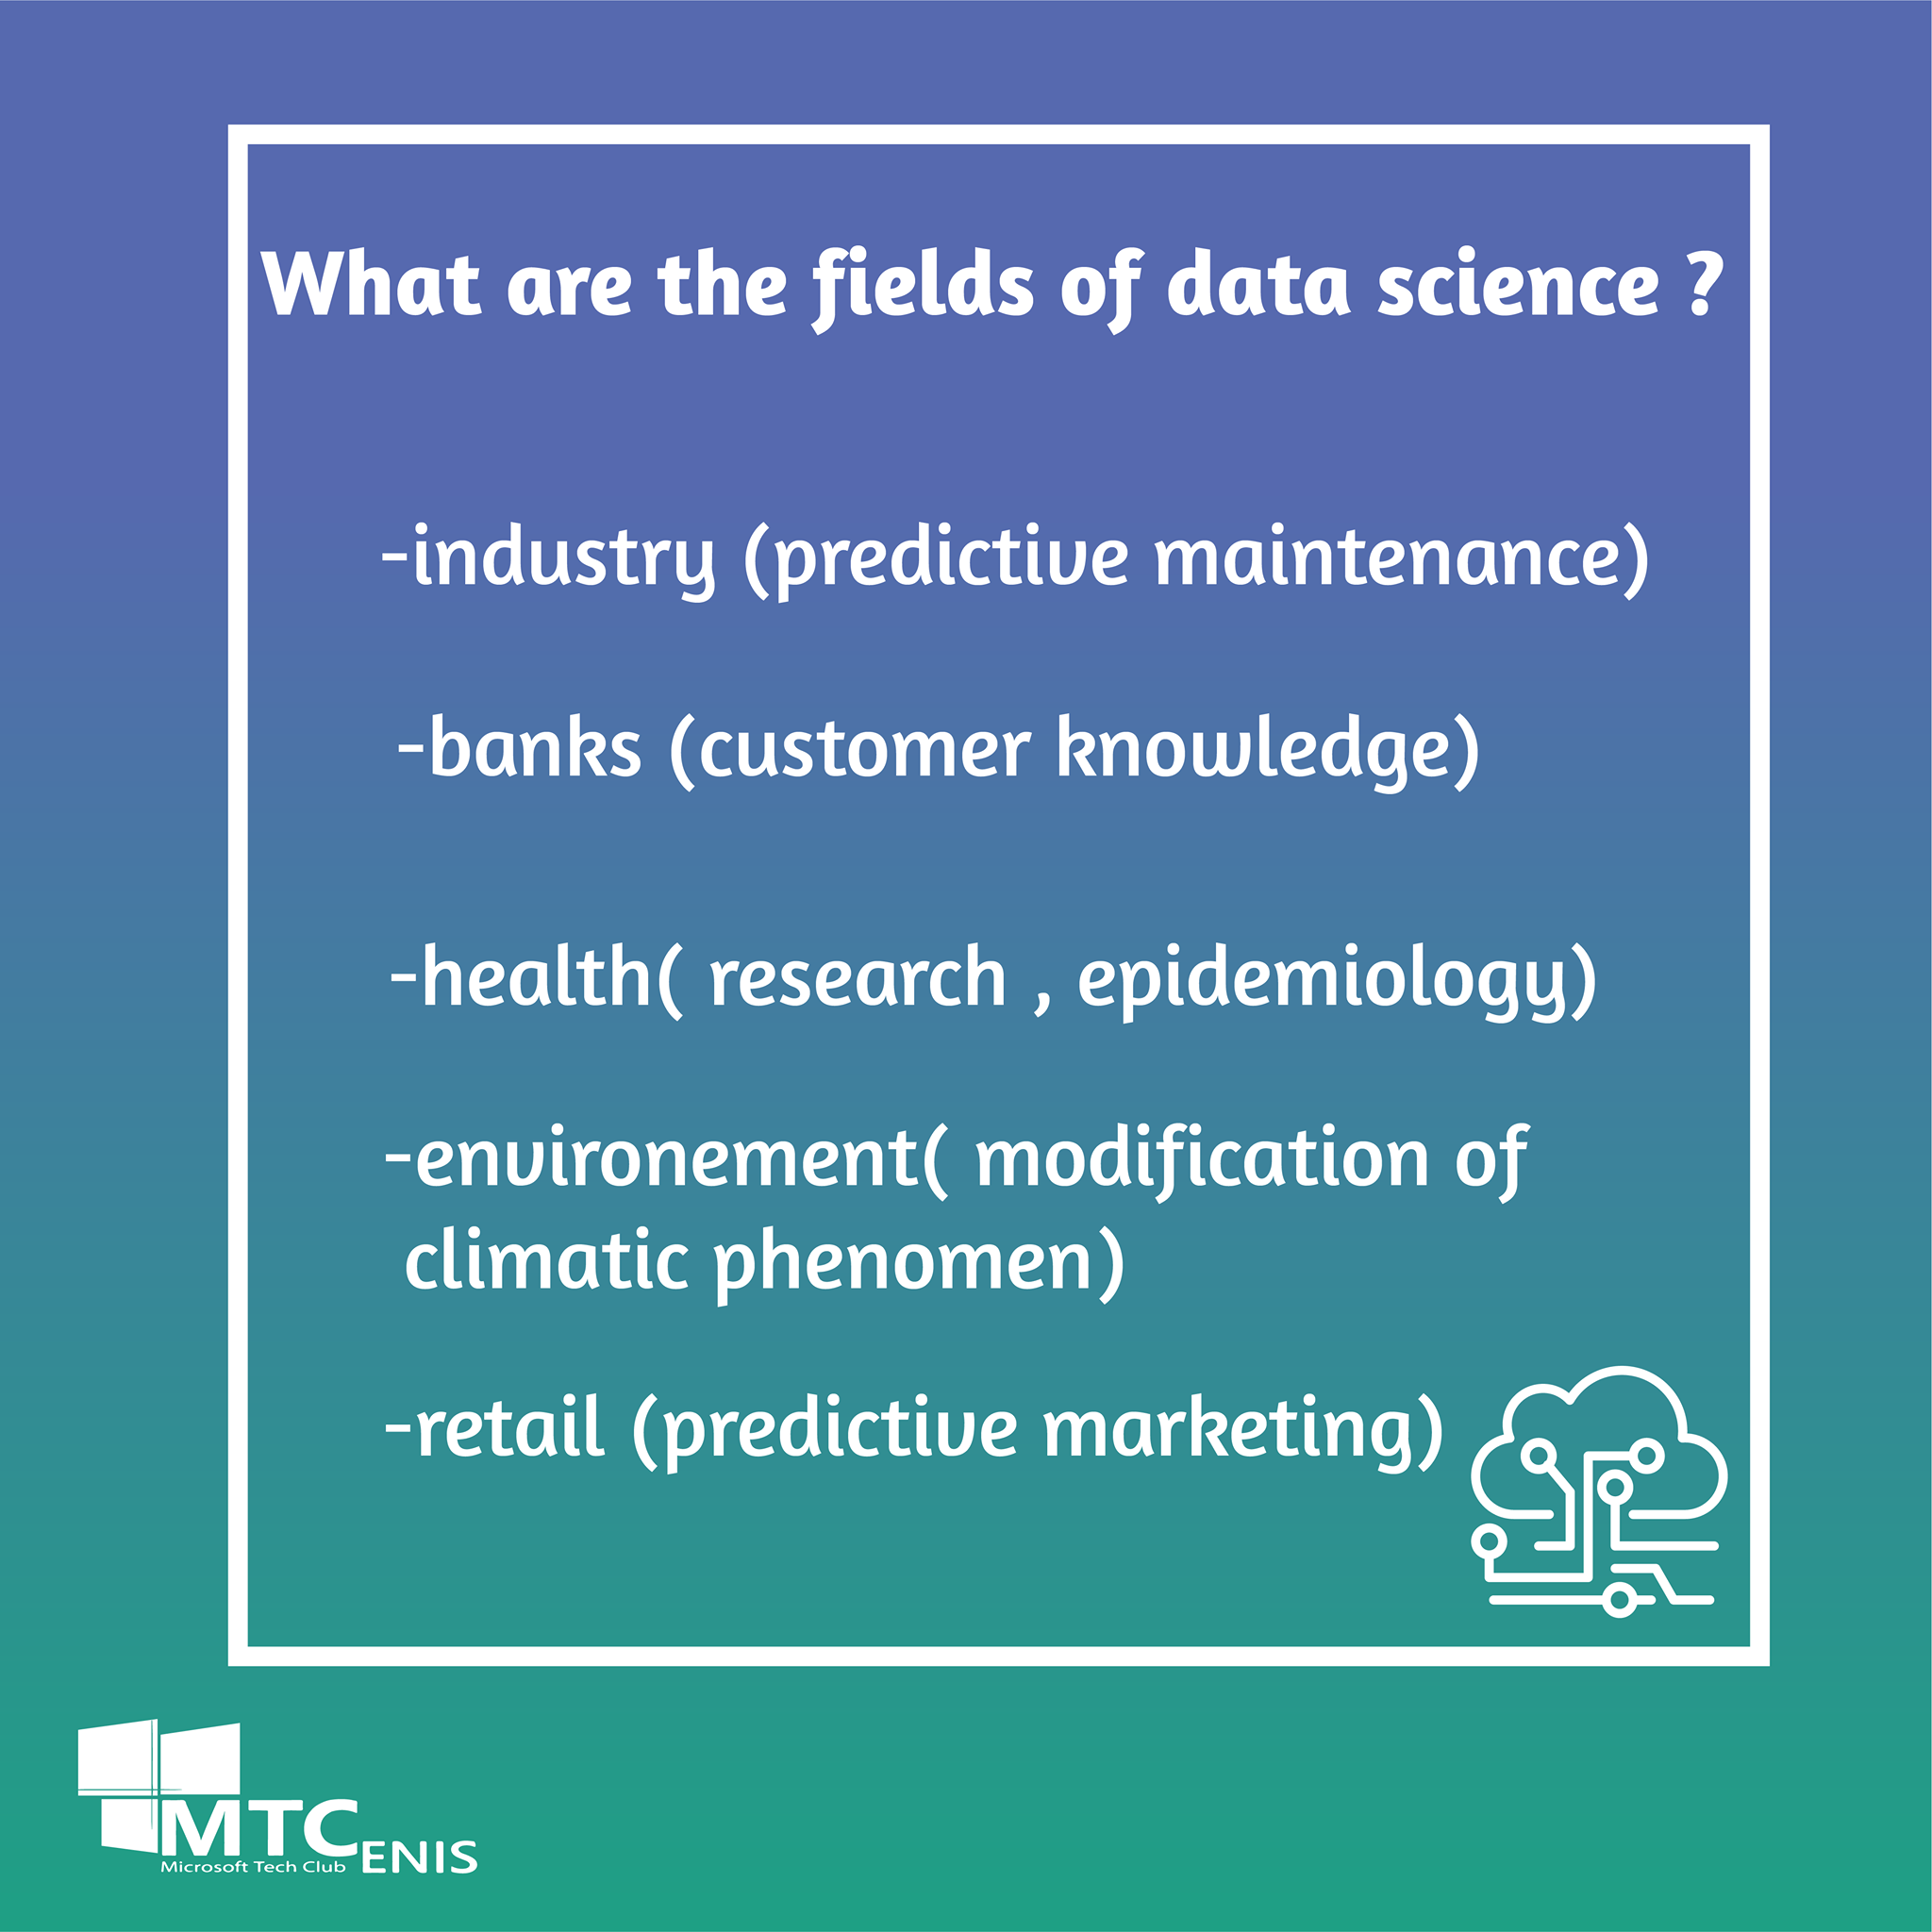 What are the fields of data science ?
-industry (predictive maintenance)
-banks (customer knowledge)
-health( research , epidemiology)
-environement( modification of
climatic phenomen)
-retail (predictive marketing)
MTC ENIS
Microsoft Tech Club